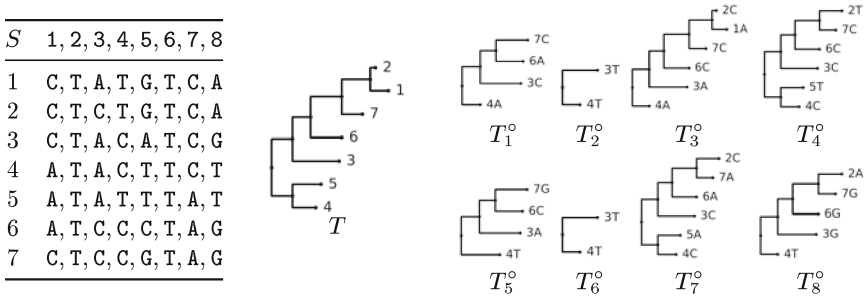 S 1, 2, 3, 4, 5, 6, 7, 8
1 C, T, A, T, G, T, C, A
2 C, T, C, T, G, T, C, A
3 C, T, A, C, A, T, C, G
4 A, T, A, C, T, T, C, T
5 A, T, A, T, T, T, A, T
6 A, T, C, C, C, T, A, G
7 C, T, C, C, G, T, A, G
2
1
7
6
3
5
4
T
7C
6A
3C
4A
T₁°
3T
4T
T₂°
2C
1A
7C
6C
3A
4A
T₃°
2T
7C
6C
3C
5T
4C
T₄°
7G
6C
3A
4T
T₅°
3T
4T
T₆°
2C
7A
6A
3C
5A
4C
T₇°
2A
7G
6G
3G
4T
T₈°